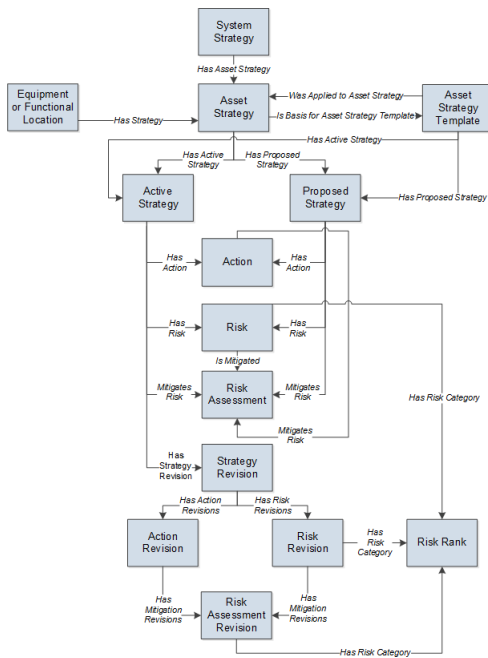 System
Strategy
Has Asset Strategy
Equipment
or Functional
Location
Has Strategy
Asset
Strategy
Was Applied to Asset Strategy
Is Basis for Asset Strategy Template
Asset
Strategy
Template
Has Active Strategy
Has Active
Strategy
Has Proposed
Strategy
Has Proposed Strategy
Active
Strategy
Proposed
Strategy
Has
Action
Action
Has
Action
Has
Risk
Risk
Has
Risk
Is Mitigated
Mitigates
Risk
Risk
Assessment
Mitigates
Risk
Has Risk Category
Mitigates
Risk
Has
Strategy
Revision
Strategy
Revision
Has Action
Revisions
Has Risk
Revisions
Action
Revision
Risk
Revision
Has
Risk
Category
Risk Rank
Has
Mitigation
Revisions
Risk
Assessment
Revision
Has
Mitigation
Revisions
Has Risk Category